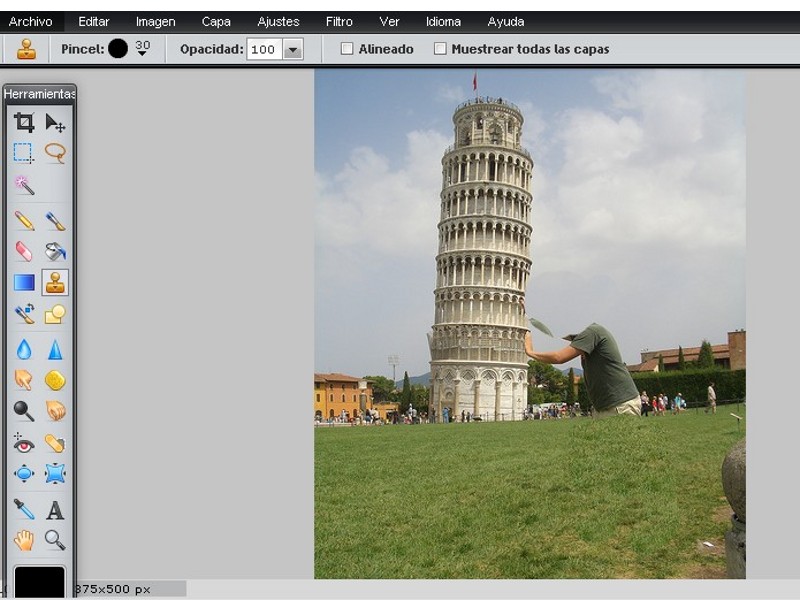 Archivo Editar Imagen Capa Ajustes Filtro Ver Idioma Ayuda
Pincel: 30 Opacidad: 100 Alineado Muestrear todas las capas
Herramientas
A
375x500 px